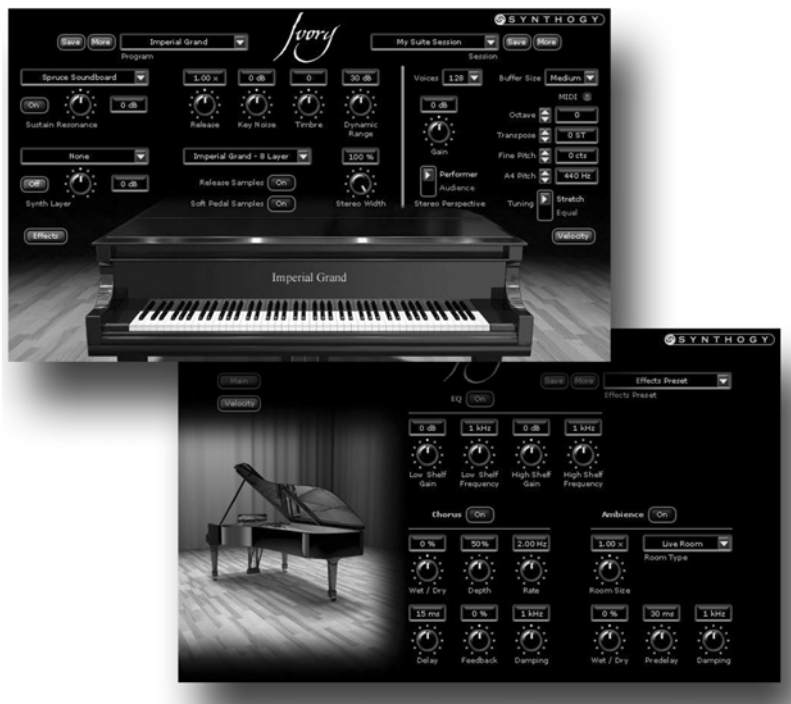 SYNTHOGY
Save More Imperial Grand Ivory My Suite Session Save More
Program Session
Spruce Soundboard 1.00 x 0 dB 0 30 dB Voices 128 Buffer Size Medium
MIDI
On 0 dB 0 dB Octave 0
Sustain Resonance Release Key Noise Timbre Dynamic Range
Transpose 0 ST
Gain
None Imperial Grand - 8 Layer 100 % Fine Pitch 0 cts
Performer A4 Pitch 440 Hz
Off 0 dB Release Samples On Audience
Synth Layer Soft Pedal Samples On Stereo Width Stereo Perspective Tuning Stretch
Equal
Effects Velocity
Imperial Grand
SYNTHOGY
Main Save More Effects Preset
Effects Preset
Velocity EQ On
0 dB 1 kHz 0 dB 1 kHz
Low Shelf Low Shelf High Shelf High Shelf
Gain Frequency Gain Frequency
Chorus On Ambience On
0 % 50% 2.00 Hz 1.00 x Live Room
Room Type
Wet / Dry Depth Rate Room Size
15 ms 0 % 1 kHz 0 % 30 ms 1 kHz
Delay Feedback Damping Wet / Dry Predelay Damping